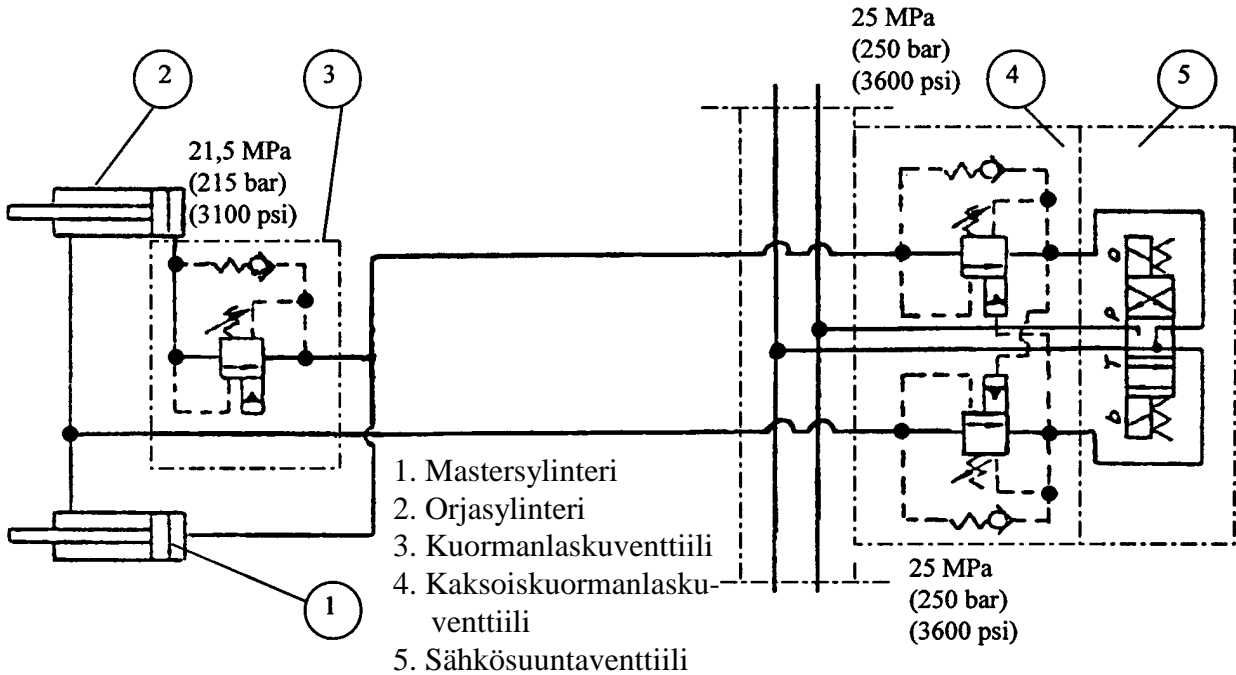 25 MPa
(250 bar)
(3600 psi)
2
3
4
5
21,5 MPa
(215 bar)
(3100 psi)
P
T
b
1. Mastersylinteri
2. Orjasylinteri
3. Kuormanlaskuventtiili
4. Kaksoiskuormanlasku-
venttiili
5. Sähkösuuntaventtiili
1
25 MPa
(250 bar)
(3600 psi)